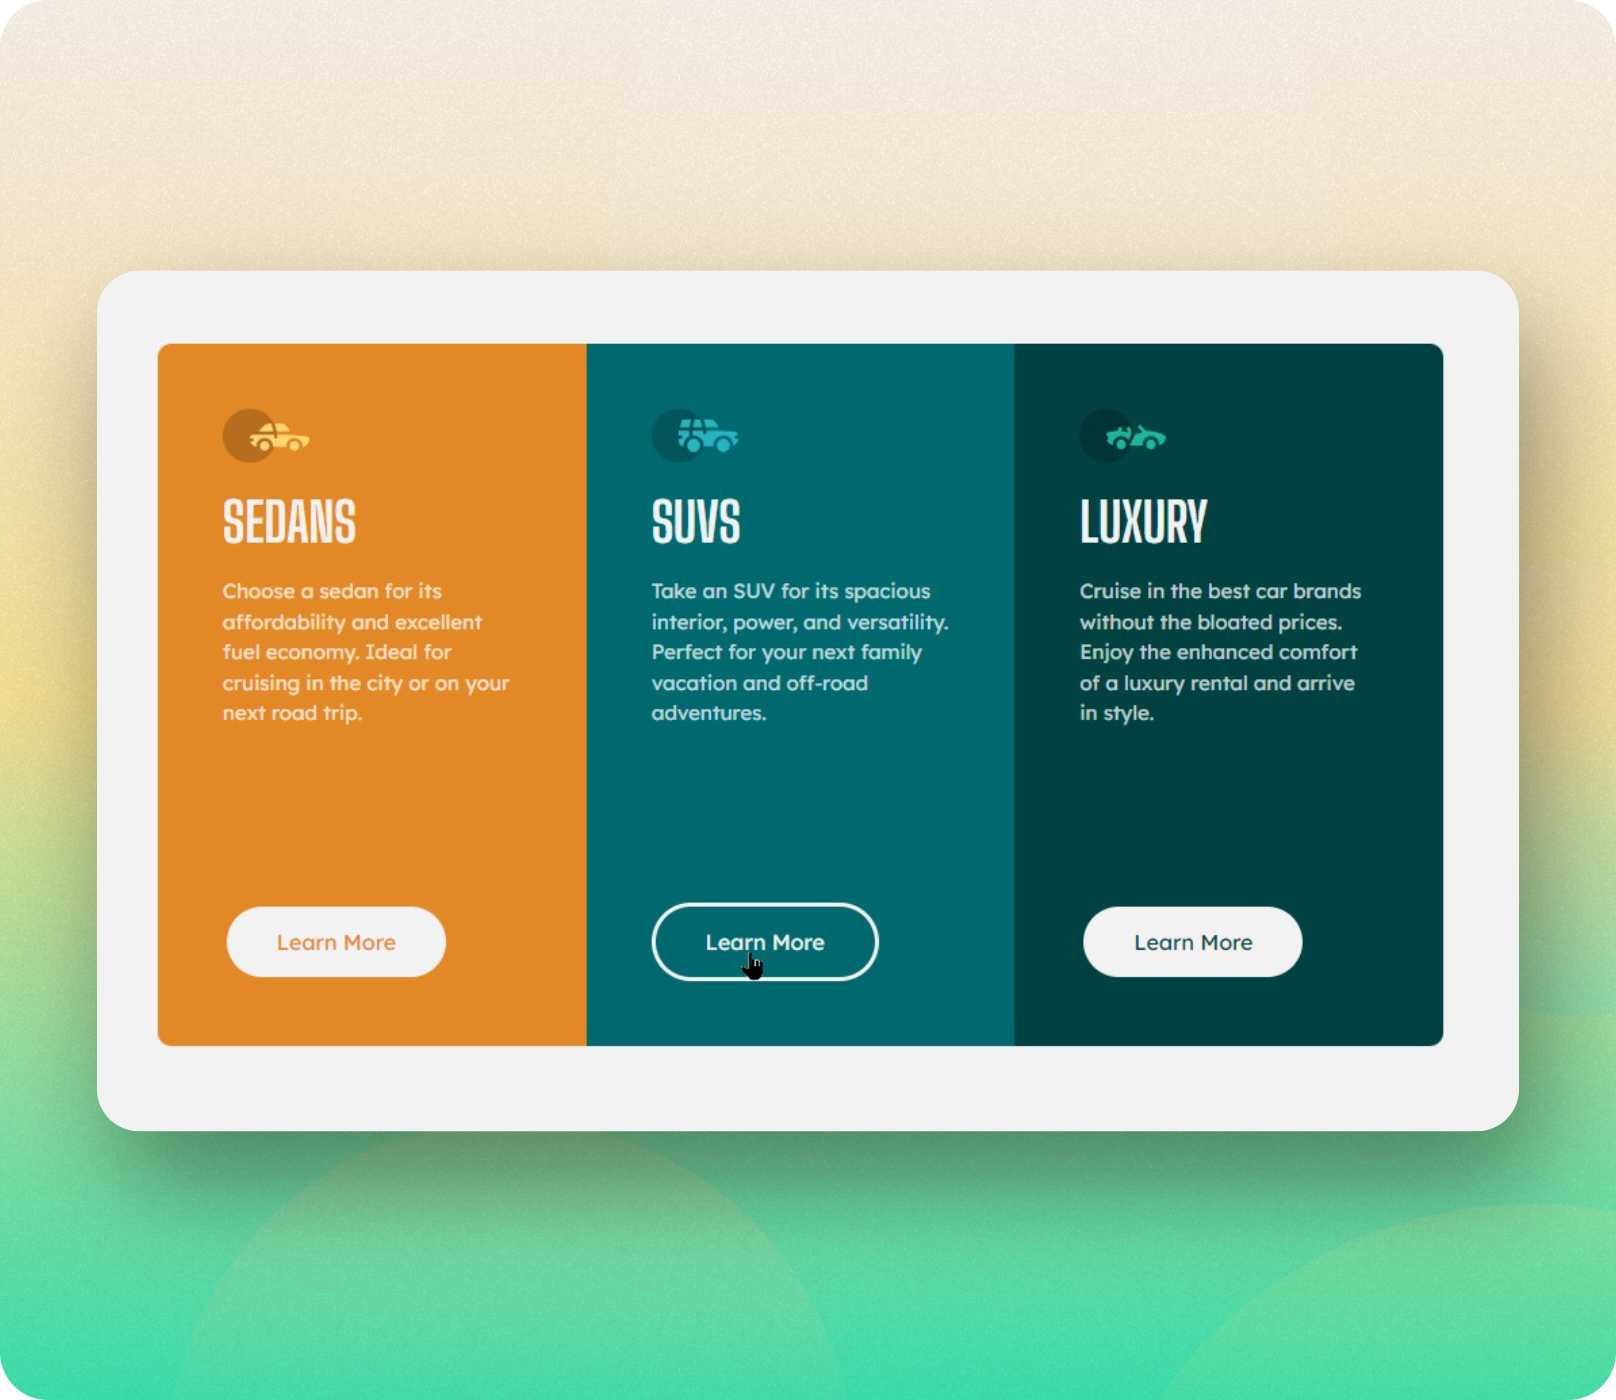 SEDANS
Choose a sedan for its
affordability and excellent
fuel economy. Ideal for
cruising in the city or on your
next road trip.
Learn More
SUVS
Take an SUV for its spacious
interior, power, and versatility.
Perfect for your next family
vacation and off-road
adventures.
Learn More
LUXURY
Cruise in the best car brands
without the bloated prices.
Enjoy the enhanced comfort
of a luxury rental and arrive
in style.
Learn More